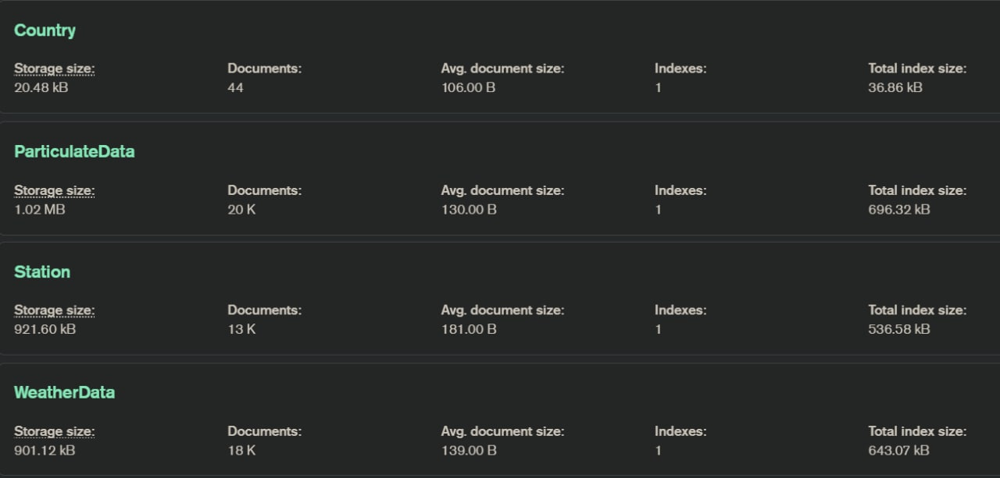 Country
Storage size: Documents: Avg. document size: Indexes: Total index size:
20.48 kB 44 106.00 B 1 36.86 kB
ParticulateData
Storage size: Documents: Avg. document size: Indexes: Total index size:
1.02 MB 20 K 130.00 B 1 696.32 kB
Station
Storage size: Documents: Avg. document size: Indexes: Total index size:
921.60 kB 13 K 181.00 B 1 536.58 kB
WeatherData
Storage size: Documents: Avg. document size: Indexes: Total index size:
901.12 kB 18 K 139.00 B 1 643.07 kB